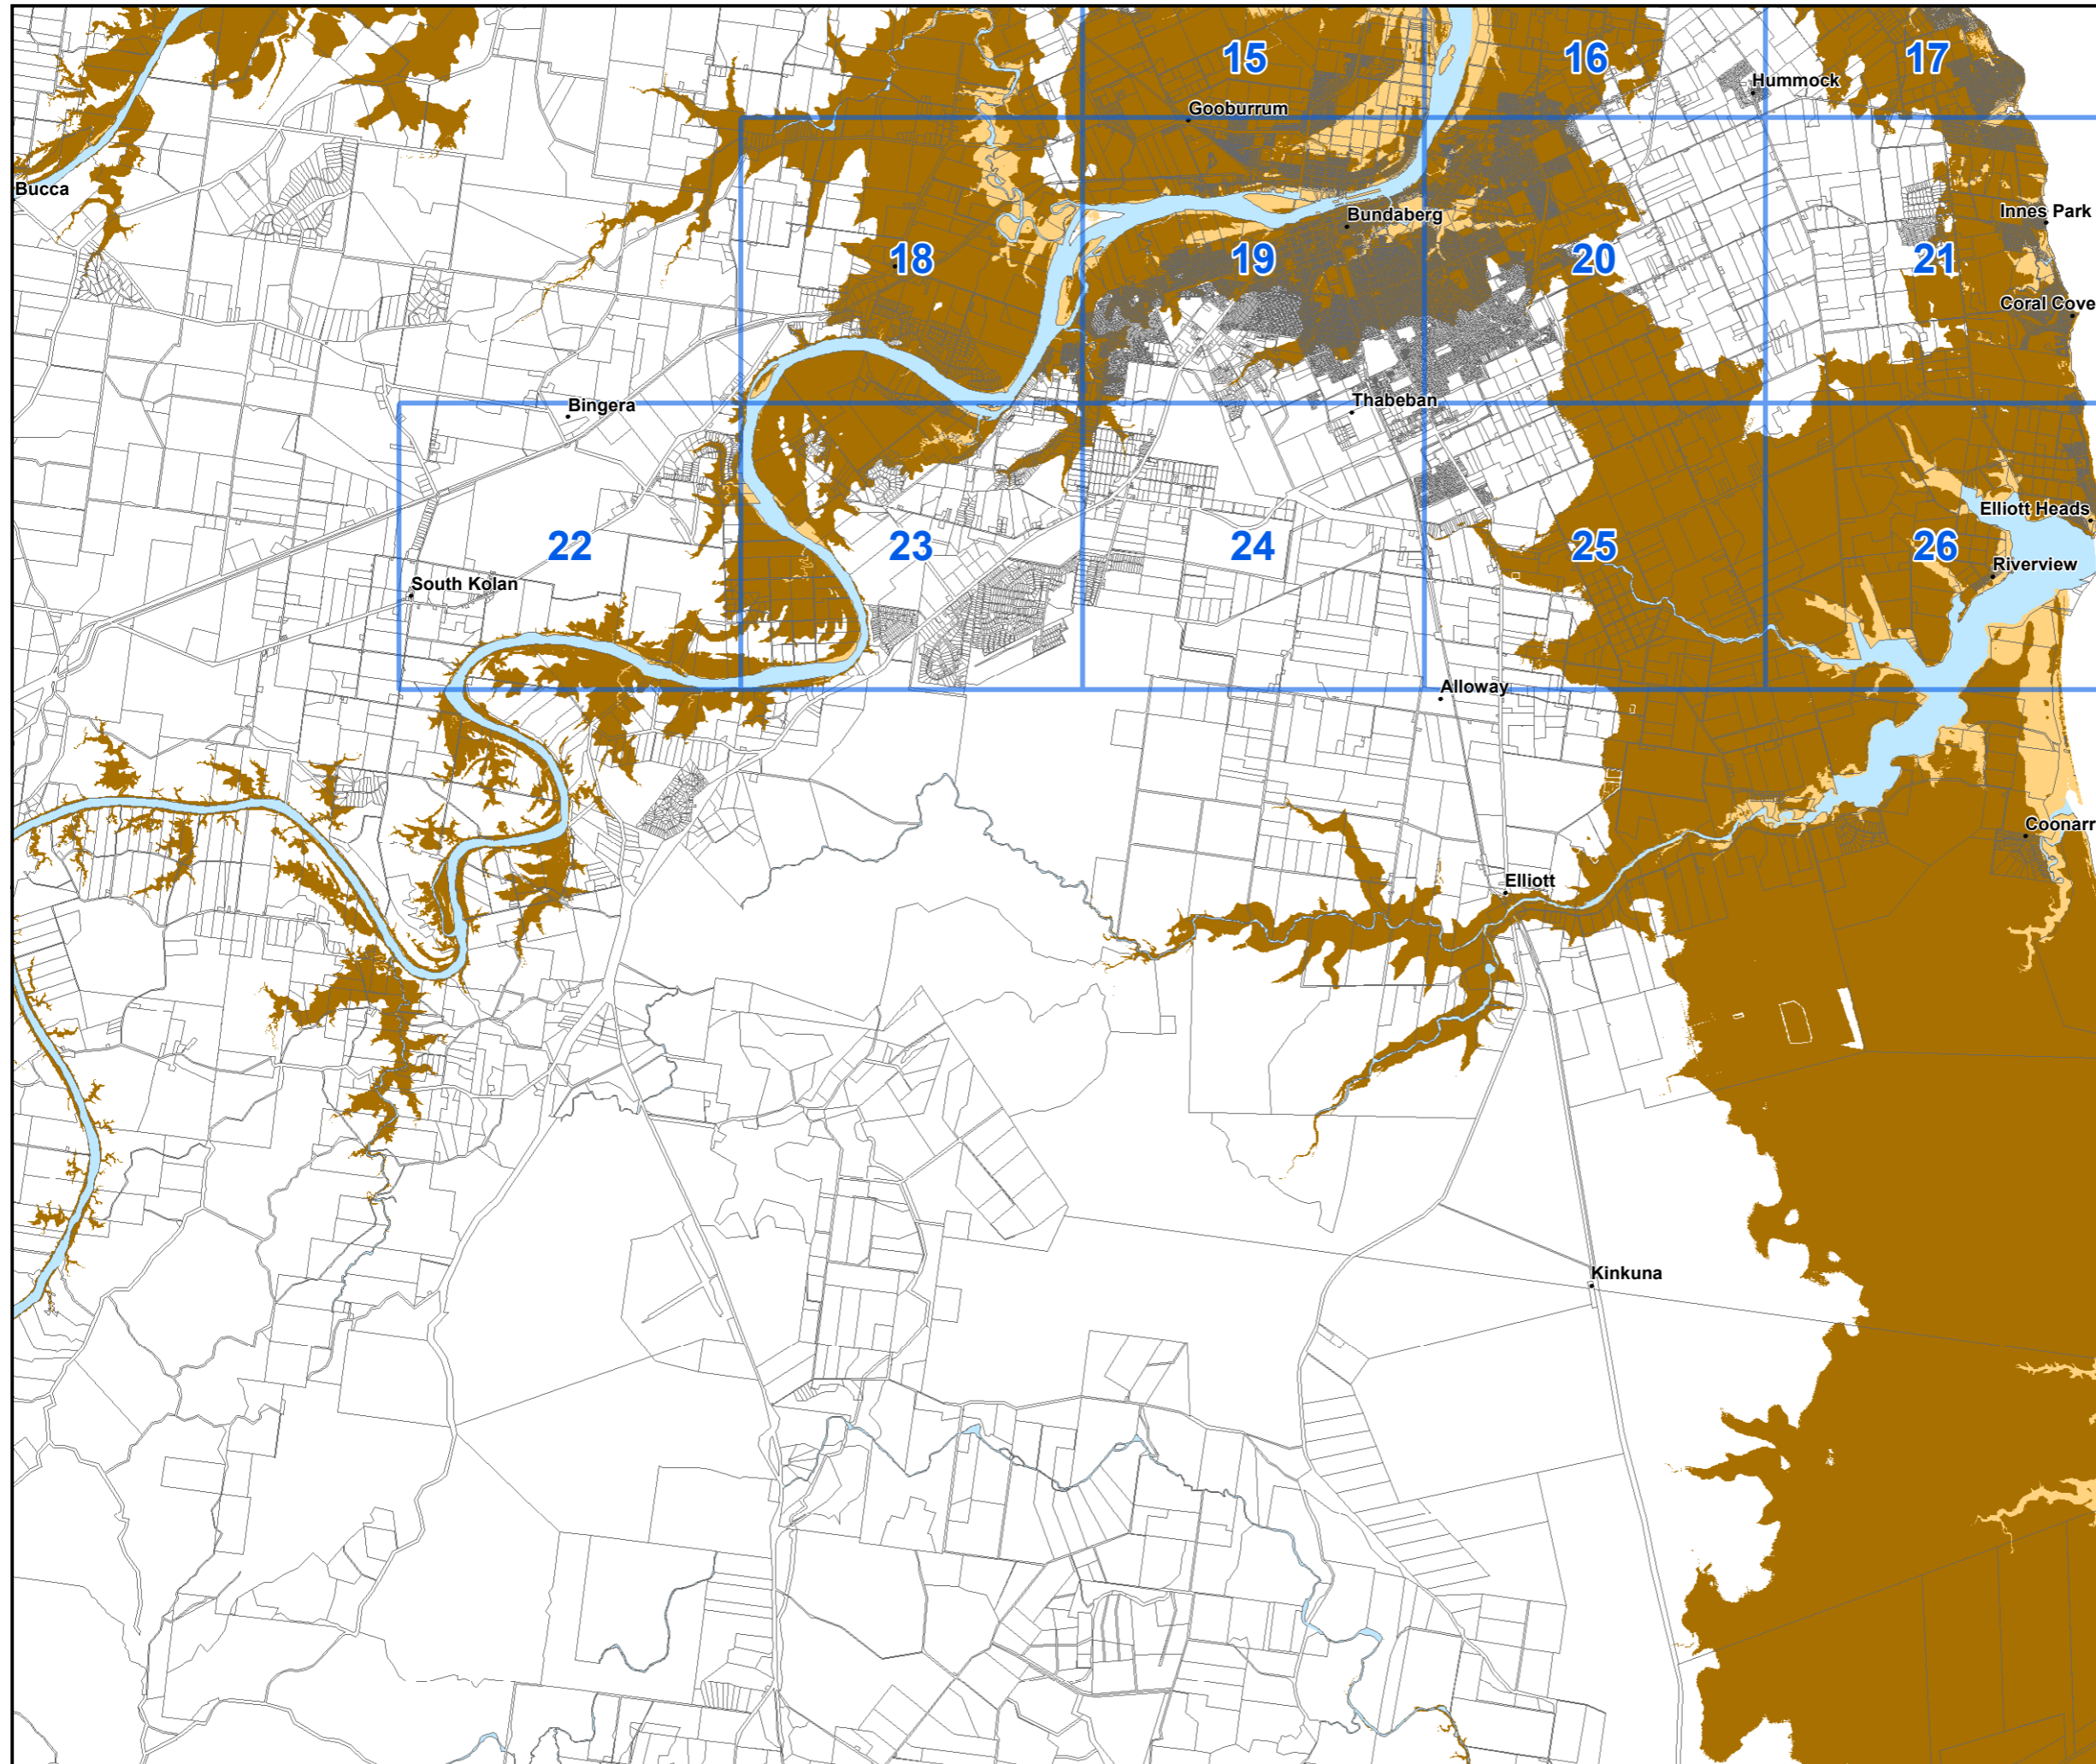 15
16
17
Hummock
Gooburrum
Bucca
Bundaberg
Innes Park
18
19
20
21
Coral Cove
Bingera
Thabeban
Elliott Heads
22
23
24
25
26
Riverview
South Kolan
Alloway
Coonarr
Elliott
Kinkuna